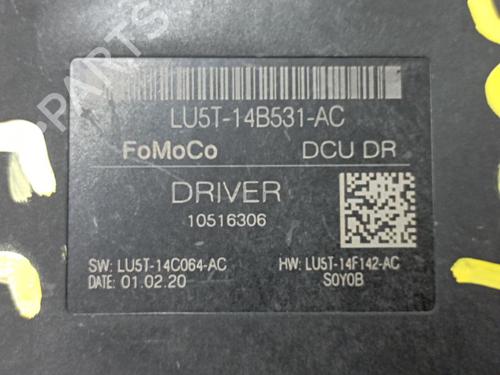 LU5T-14B531-AC
FoMoCo DCU DR
DRIVER
10516306
SW: LU5T-14C064-AC HW: LU5T-14F142-AC
DATE: 01.02.20 S0Y0B
PARTS